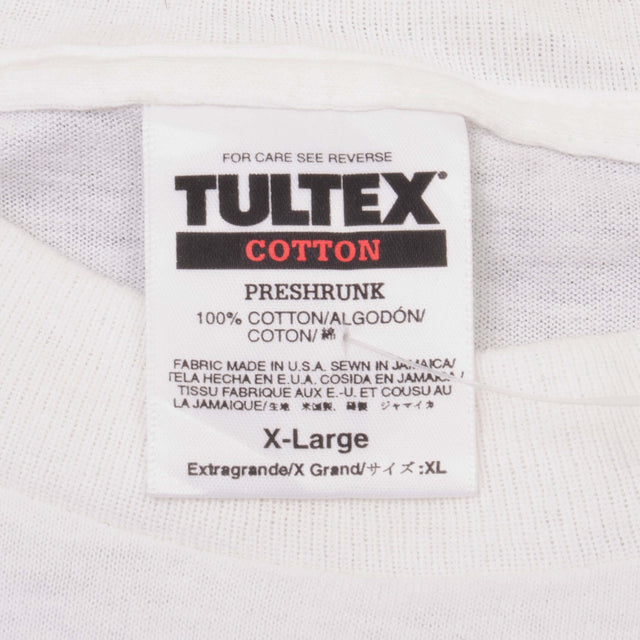 FOR CARE SEE REVERSE
TULTEX®
COTTON
PRESHRUNK
100% COTTON/ALGODÓN/
COTON/綿
FABRIC MADE IN U.S.A. SEWN IN JAMAICA/
TELA HECHA EN E.U.A. COSIDA EN JAMAICA/
TISSU FABRIQUE AUX E.-U. ET COUSU AU
LA JAMAIQUE/生地 米国製、縫製 ジャマイカ
X-Large
Extragrande/X Grand/サイズ:XL